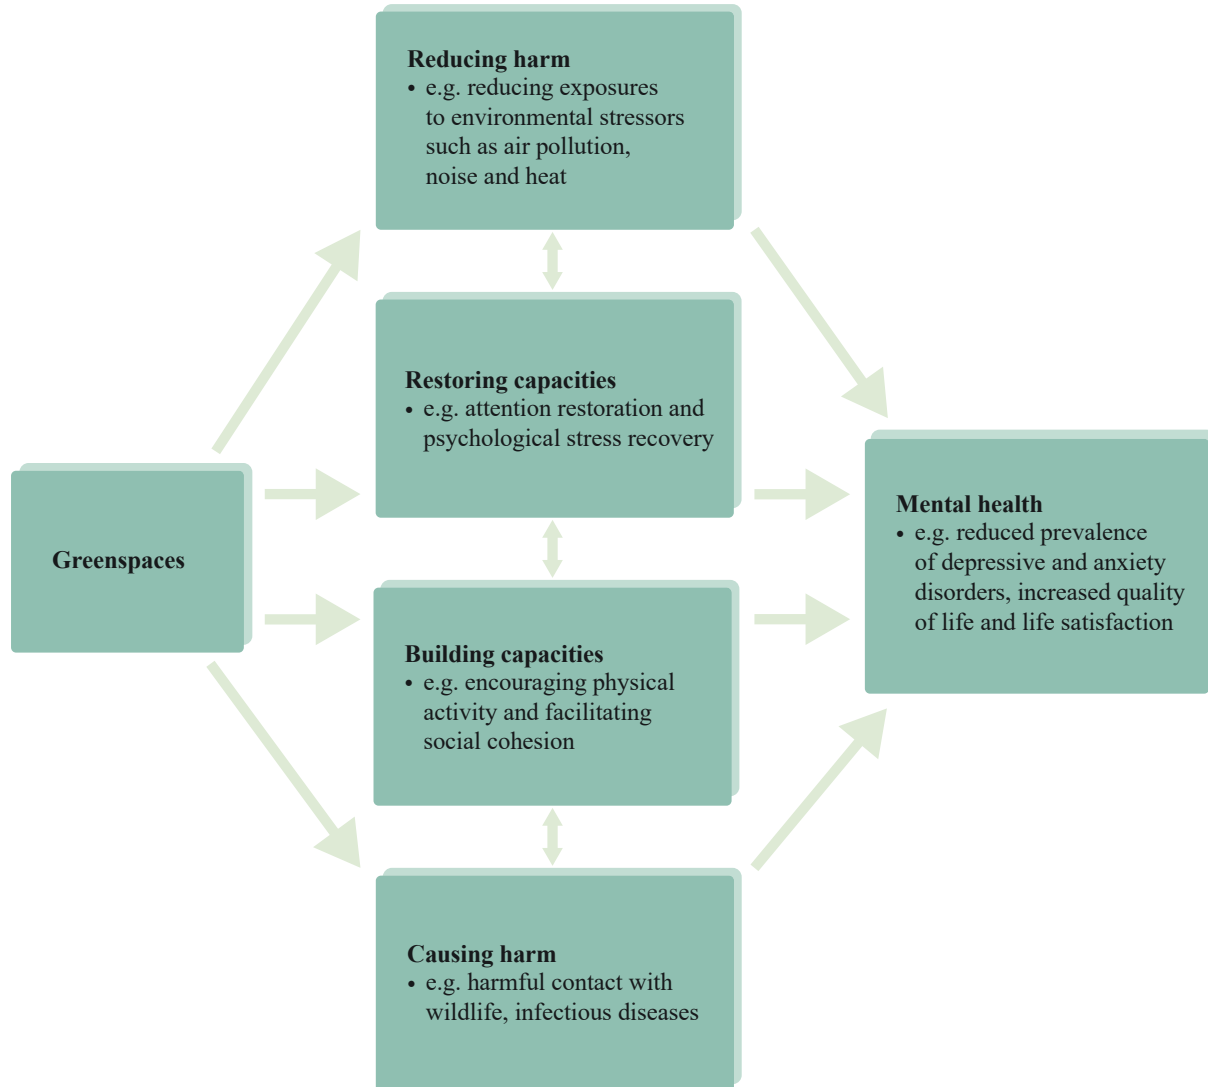 Reducing harm
• e.g. reducing exposures
to environmental stressors
such as air pollution,
noise and heat
Restoring capacities
• e.g. attention restoration and
psychological stress recovery
Greenspaces
Building capacities
• e.g. encouraging physical
activity and facilitating
social cohesion
Causing harm
• e.g. harmful contact with
wildlife, infectious diseases
Mental health
• e.g. reduced prevalence
of depressive and anxiety
disorders, increased quality
of life and life satisfaction